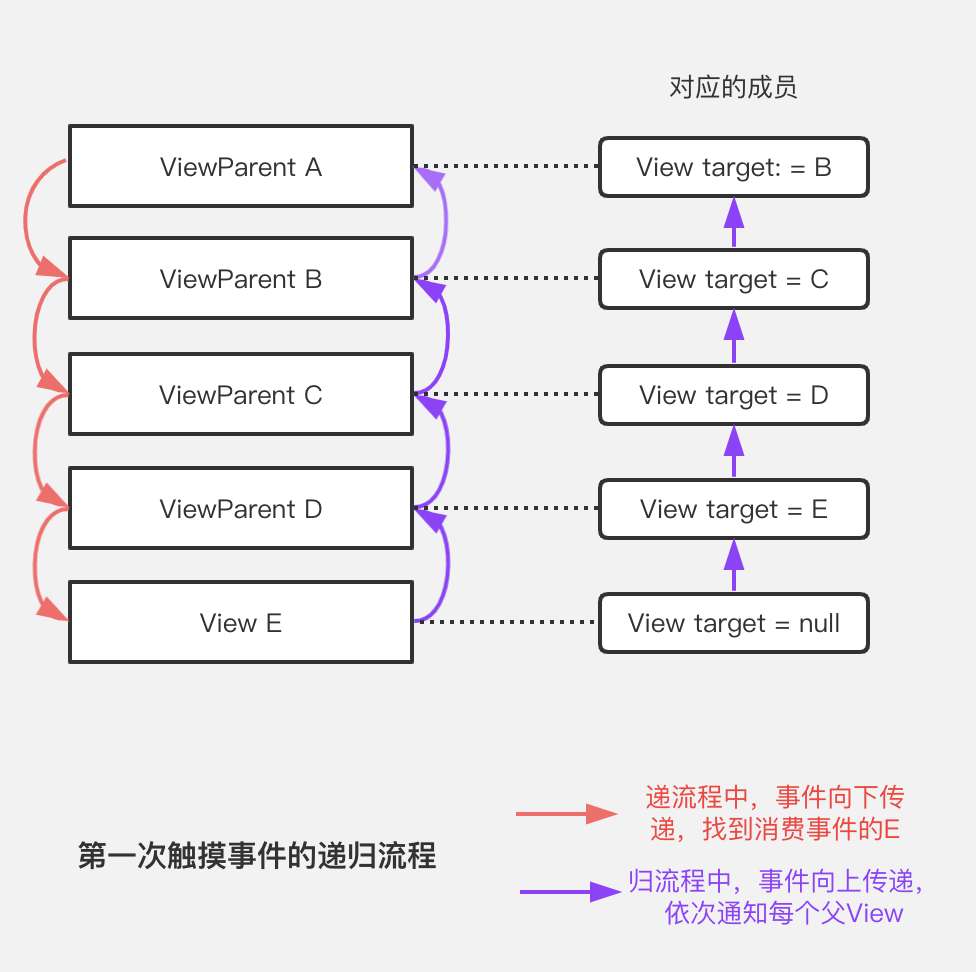 对应的成员
ViewParent A
View target: = B
ViewParent B
View target = C
ViewParent C
View target = D
ViewParent D
View target = E
View E
View target = null
第一次触摸事件的递归流程
递流程中，事件向下传
递，找到消费事件的E
归流程中，事件向上传递，
依次通知每个父View